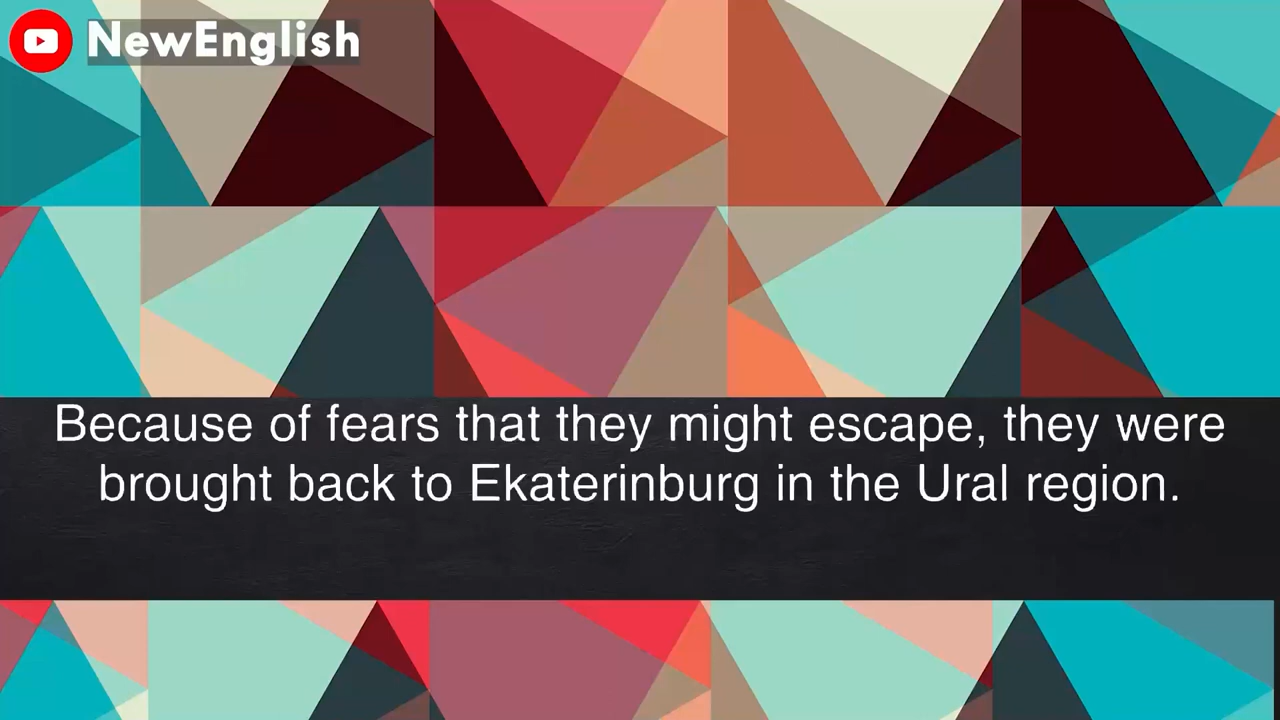 NewEnglish
Because of fears that they might escape, they were
brought back to Ekaterinburg in the Ural region.